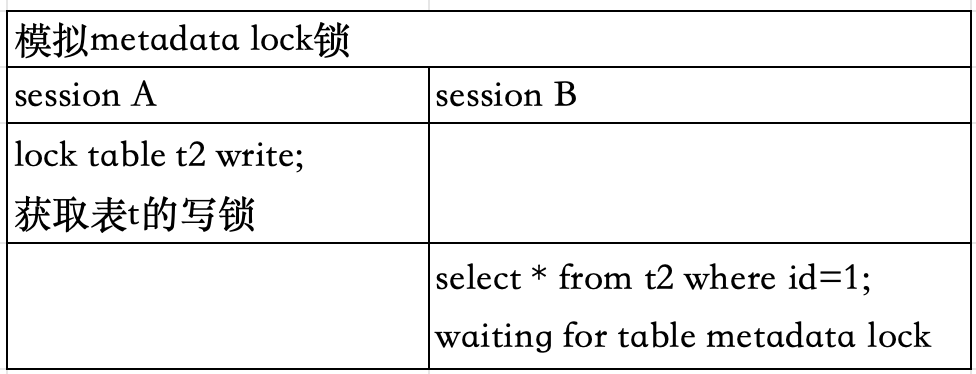 模拟metadata lock锁
session A
session B
lock table t2 write;
获取表t的写锁
select * from t2 where id=1;
waiting for table metadata lock